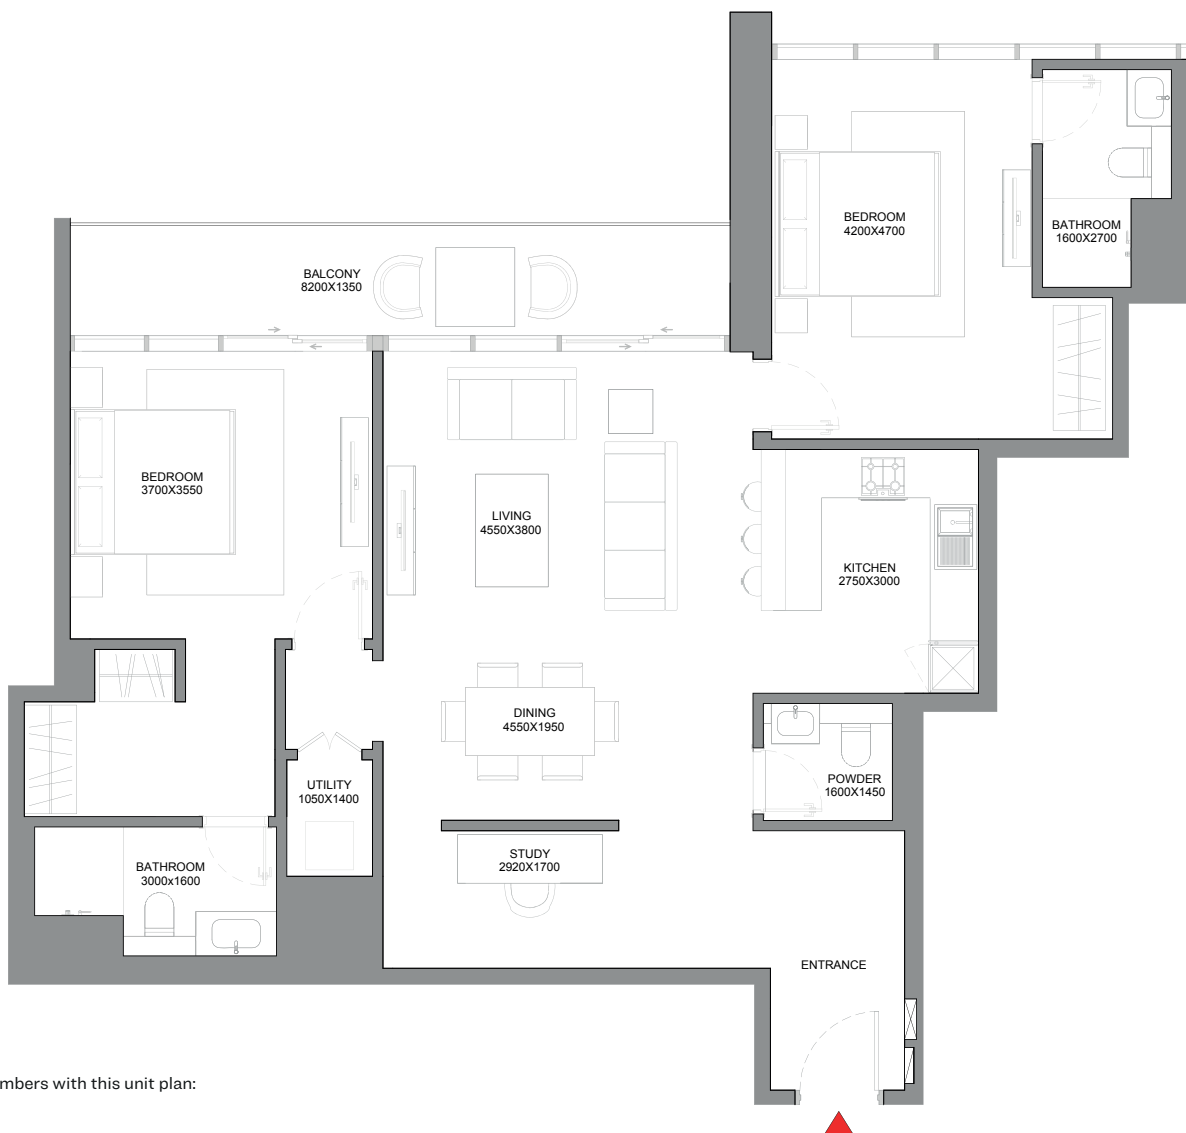 BEDROOM
4200X4700
BATHROOM
1600X2700
BALCONY
8200X1350
BEDROOM
3700X3550
LIVING
4550X3800
KITCHEN
2750X3000
DINING
4550X1950
UTILITY
1050X1400
POWDER
1600X1450
STUDY
2920X1700
BATHROOM
3000x1600
ENTRANCE
mbers with this unit plan: